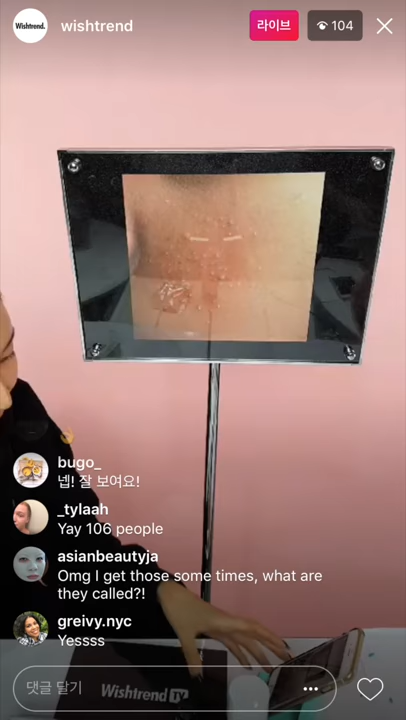 Wishtrend.
wishtrend
라이브
104
bugo_
넵! 잘 보여요!
_tylaah
Yay 106 people
asianbeautyja
Omg I get those some times, what are
they called?!
greivy.nyc
Yessss
댓글 달기
Wishtrend TV